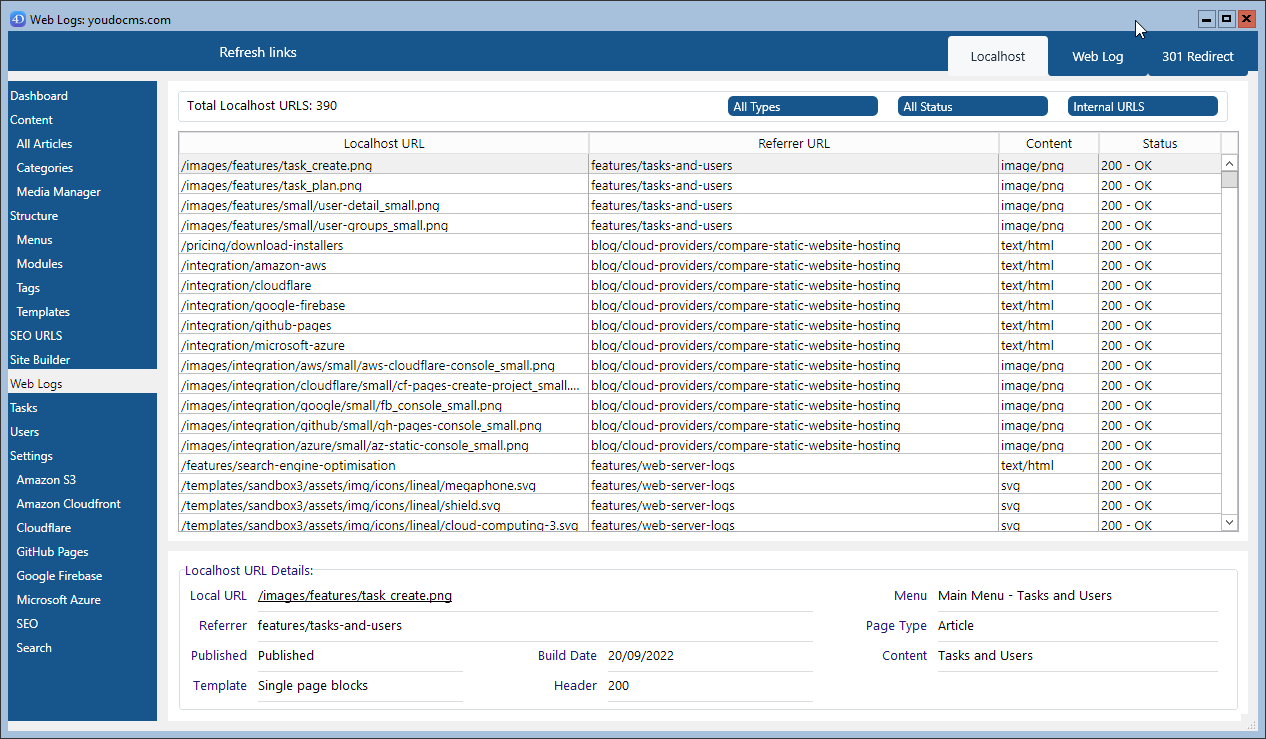 4D Web Logs: youdocms.com
Refresh links
Localhost Web Log 301 Redirect
Dashboard
Content
All Articles
Categories
Media Manager
Structure
Menus
Modules
Tags
Templates
SEO URLS
Site Builder
Web Logs
Tasks
Users
Settings
Amazon S3
Amazon Cloudfront
Cloudflare
GitHub Pages
Google Firebase
Microsoft Azure
SEO
Search
Total Localhost URLS: 390 All Types All Status Internal URLS
Localhost URL Referrer URL Content Status
/images/features/task_create.png features/tasks-and-users image/png 200 - OK
/images/features/task_plan.png features/tasks-and-users image/png 200 - OK
/images/features/small/user-detail_small.png features/tasks-and-users image/png 200 - OK
/images/features/small/user-groups_small.png features/tasks-and-users image/png 200 - OK
/pricing/download-installers blog/cloud-providers/compare-static-website-hosting text/html 200 - OK
/integration/amazon-aws blog/cloud-providers/compare-static-website-hosting text/html 200 - OK
/integration/cloudflare blog/cloud-providers/compare-static-website-hosting text/html 200 - OK
/integration/google-firebase blog/cloud-providers/compare-static-website-hosting text/html 200 - OK
/integration/github-pages blog/cloud-providers/compare-static-website-hosting text/html 200 - OK
/integration/microsoft-azure blog/cloud-providers/compare-static-website-hosting text/html 200 - OK
/images/integration/aws/small/aws-cloudflare-console_small.png blog/cloud-providers/compare-static-website-hosting image/png 200 - OK
/images/integration/cloudflare/small/cf-pages-create-project_small.... blog/cloud-providers/compare-static-website-hosting image/png 200 - OK
/images/integration/google/small/fb_console_small.png blog/cloud-providers/compare-static-website-hosting image/png 200 - OK
/images/integration/github/small/gh-pages-console_small.png blog/cloud-providers/compare-static-website-hosting image/png 200 - OK
/images/integration/azure/small/az-static-console_small.png blog/cloud-providers/compare-static-website-hosting image/png 200 - OK
/features/search-engine-optimisation features/web-server-logs text/html 200 - OK
/templates/sandbox3/assets/img/icons/lineal/megaphone.svg features/web-server-logs svg 200 - OK
/templates/sandbox3/assets/img/icons/lineal/shield.svg features/web-server-logs svg 200 - OK
/templates/sandbox3/assets/img/icons/lineal/cloud-computing-3.svg features/web-server-logs svg 200 - OK
Localhost URL Details:
Local URL /images/features/task_create.png Menu Main Menu - Tasks and Users
Referrer features/tasks-and-users Page Type Article
Published Published Build Date 20/09/2022 Content Tasks and Users
Template Single page blocks Header 200